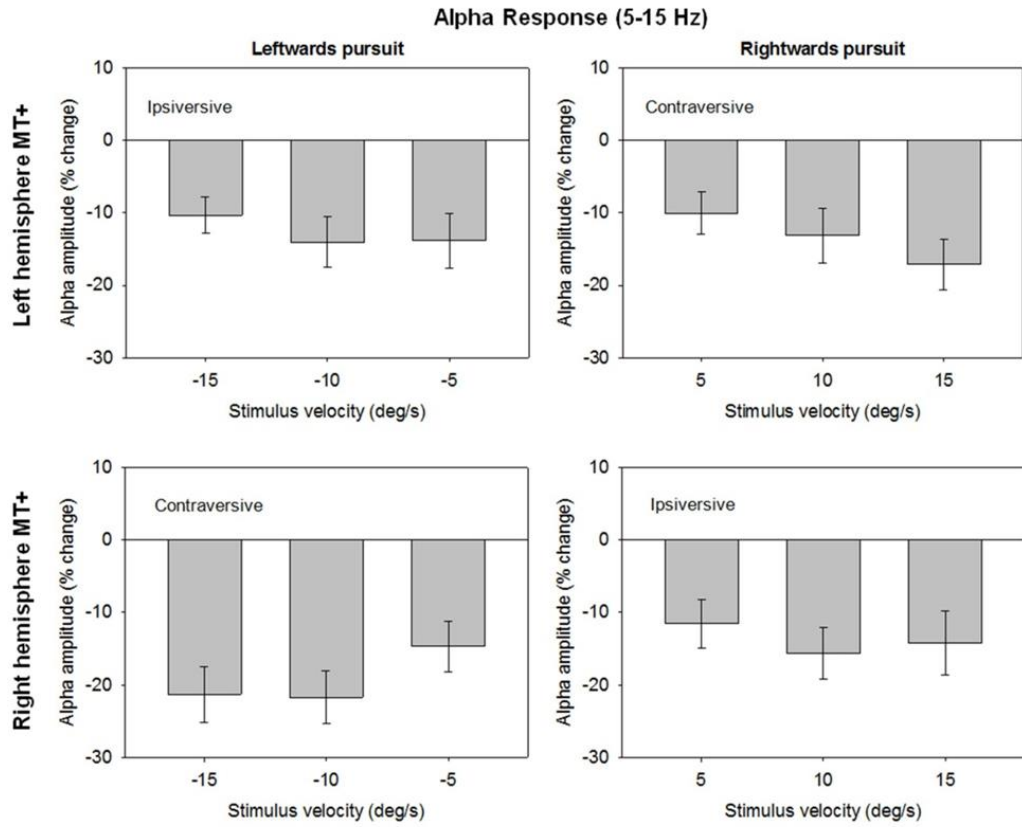 Alpha Response (5-15 Hz)
Leftwards pursuit
Rightwards pursuit
Left hemisphere MT+
Alpha amplitude (% change)
10
0
-10
-20
-30
Ipsiversive
-15 -10 -5
Stimulus velocity (deg/s)
Alpha amplitude (% change)
10
0
-10
-20
-30
Contraversive
5 10 15
Stimulus velocity (deg/s)
Right hemisphere MT+
Alpha amplitude (% change)
10
0
-10
-20
-30
Contraversive
-15 -10 -5
Stimulus velocity (deg/s)
Alpha amplitude (% change)
10
0
-10
-20
-30
Ipsiversive
5 10 15
Stimulus velocity (deg/s)